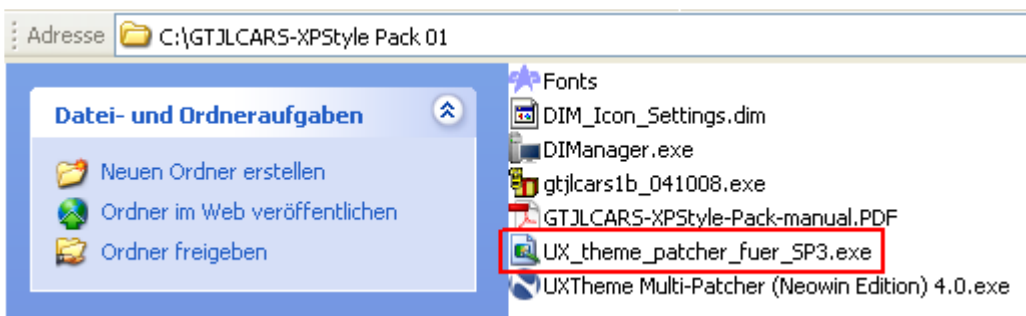 Adresse C:\GTJLCARS-XPStyle Pack 01
Datei- und Ordneraufgaben
Neuen Ordner erstellen
Ordner im Web veröffentlichen
Ordner freigeben
Fonts
DIM_Icon_Settings.dim
DIManager.exe
gtjlcars1b_041008.exe
GTJLCARS-XPStyle-Pack-manual.PDF
UX_theme_patcher_fuer_SP3.exe
UXTheme Multi-Patcher (Neowin Edition) 4.0.exe